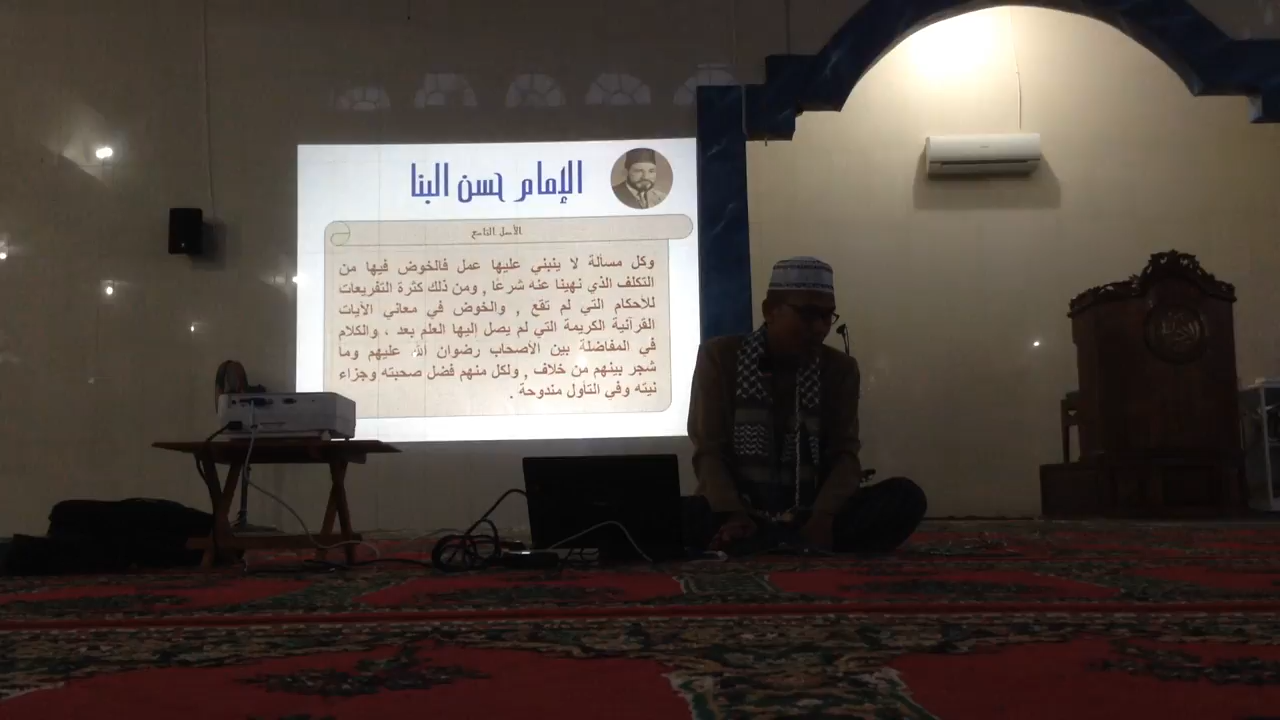 الإمام حسن البنا
الأصل التاسع
وكل مسألة لا ينبني عليها عمل فالخوض فيها من
التكلف الذي نهينا عنه شرعًا , ومن ذلك كثرة التفريعات
للأحكام التي لم تقع , والخوض في معاني الآيات
القرآنية الكريمة التي لم يصل إليها العلم بعد ، والكلام
في المفاضلة بين الأصحاب رضوان الله عليهم وما
شجر بينهم من خلاف , ولكل منهم فضل صحبته وجزاء
نيته وفي التأول مندوحة .